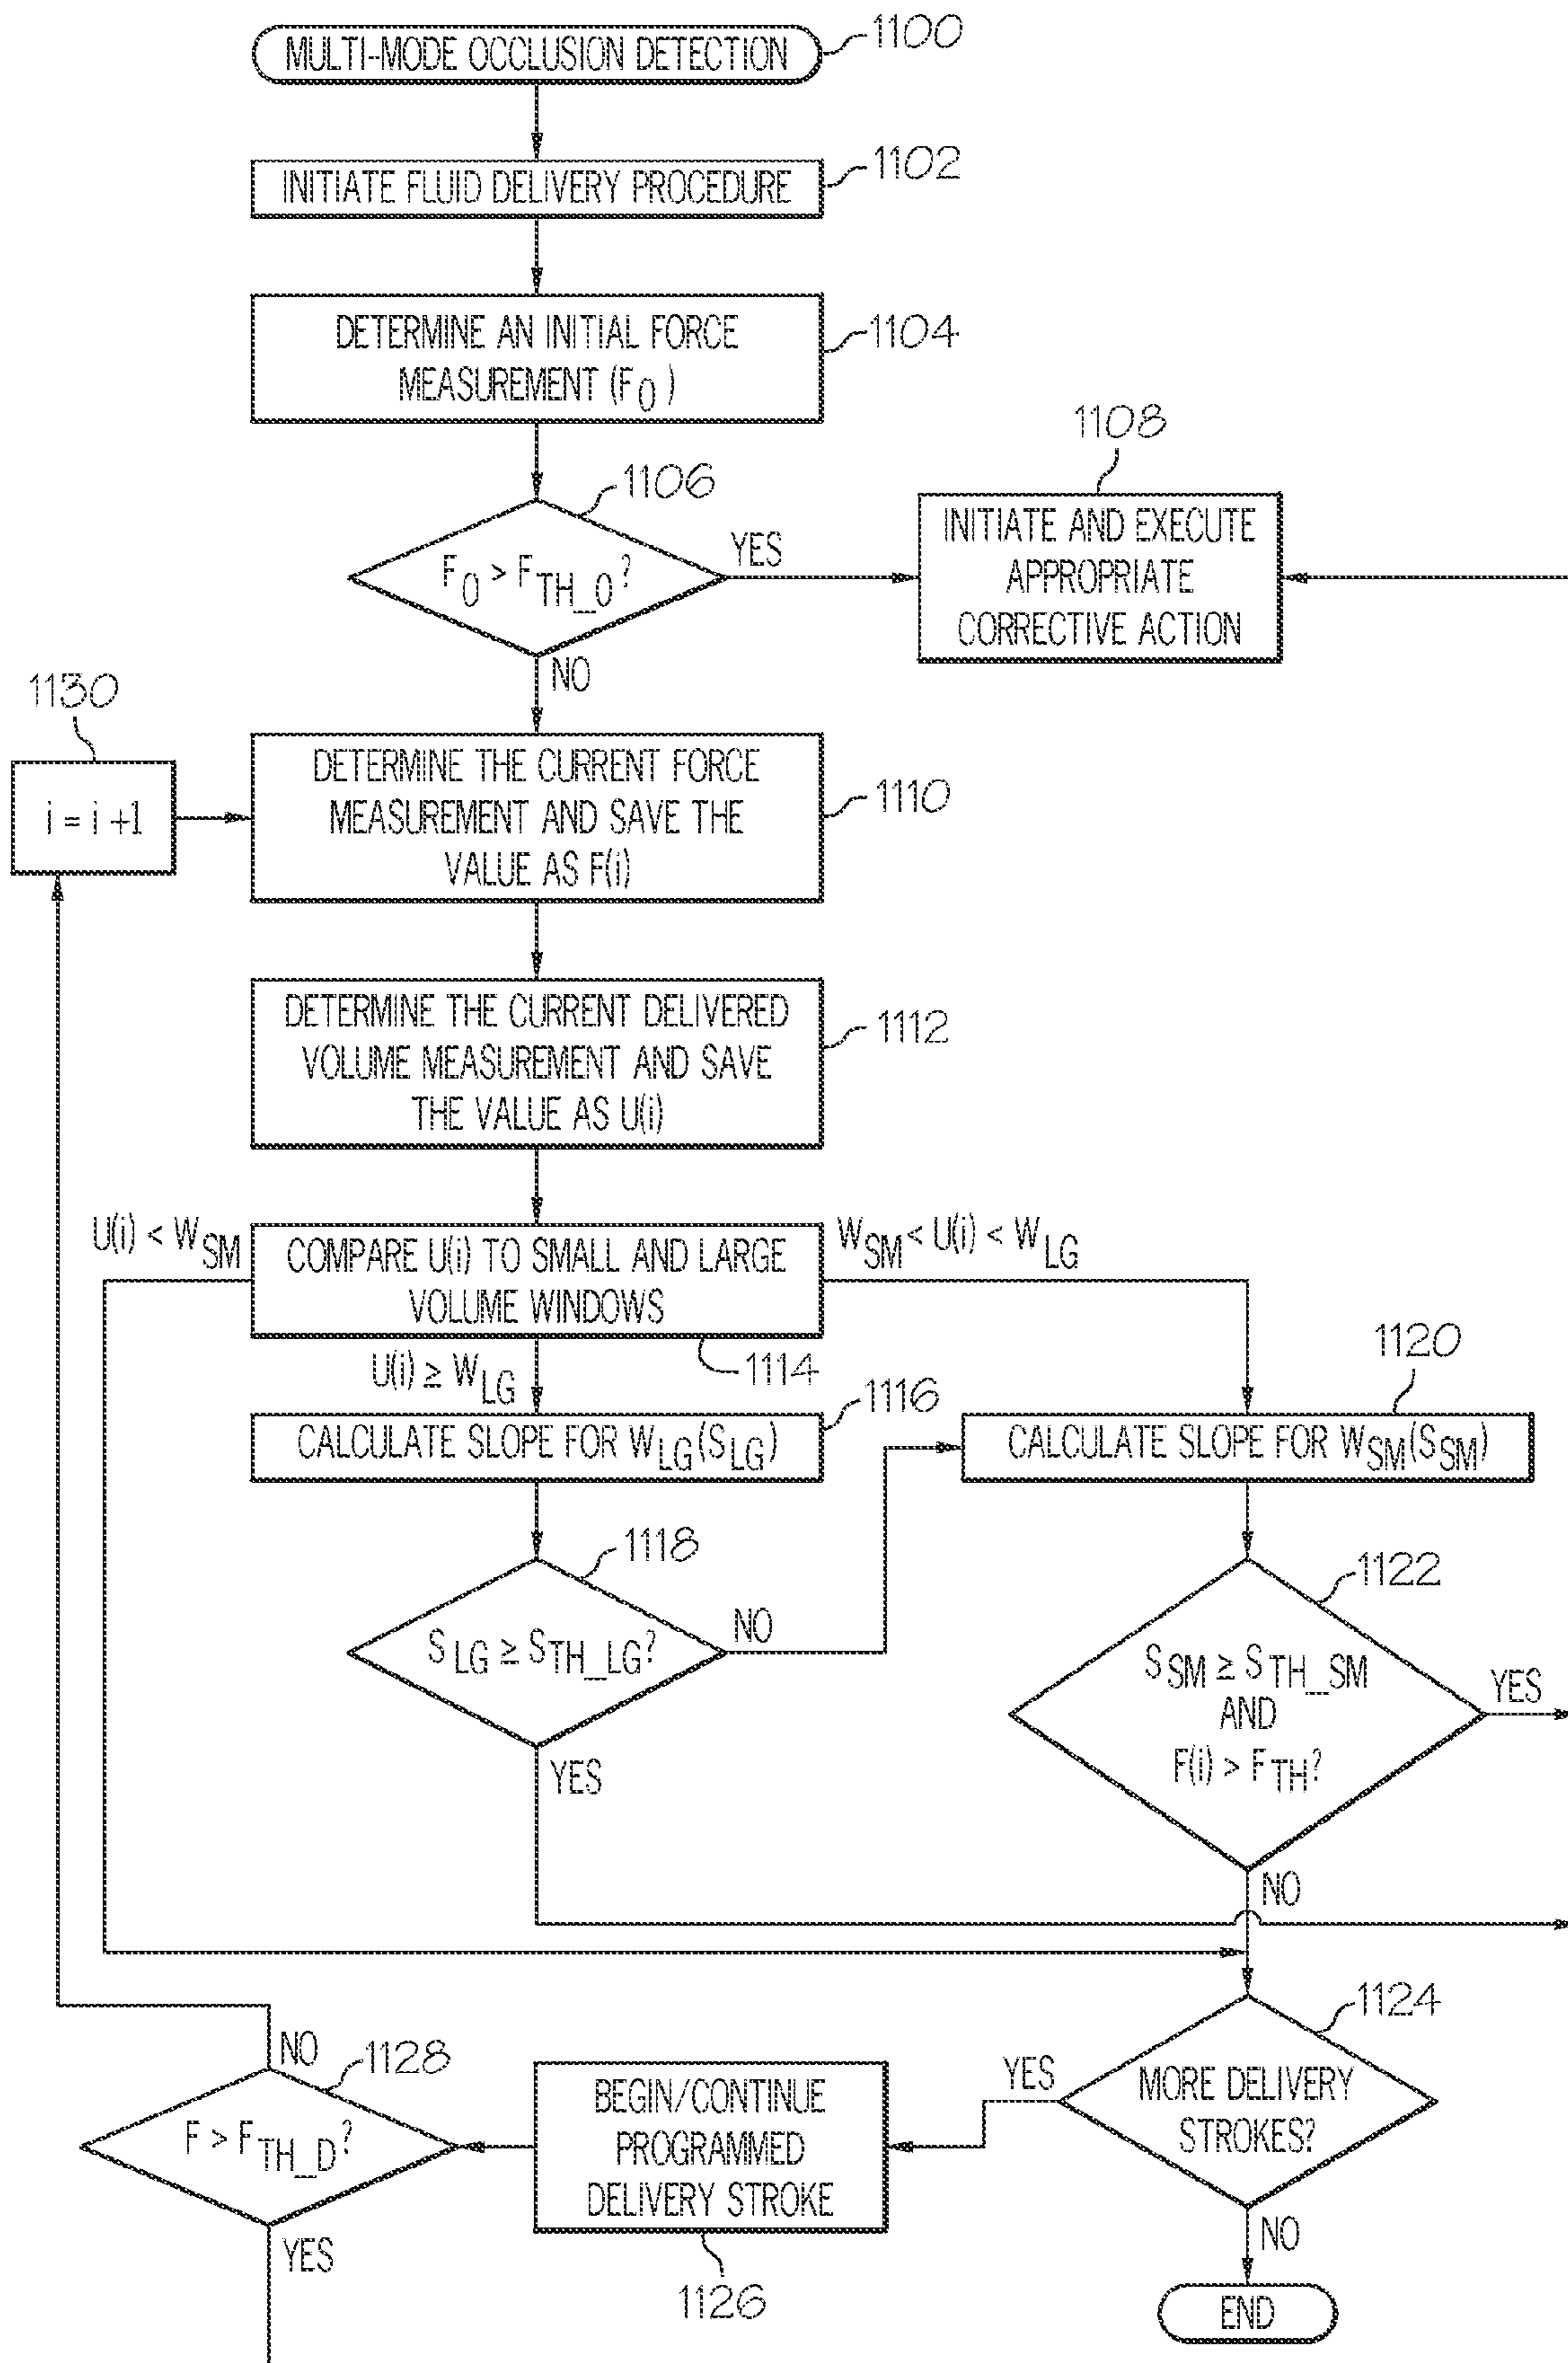 MULTI-MODE OCCLUSION DETECTION
1100
INITIATE FLUID DELIVERY PROCEDURE
1102
DETERMINE AN INITIAL FORCE
MEASUREMENT (F0)
1104
1106
F0 > FTH_0?
YES
NO
1108
INITIATE AND EXECUTE
APPROPRIATE
CORRECTIVE ACTION
1130
i = i +1
DETERMINE THE CURRENT FORCE
MEASUREMENT AND SAVE THE
VALUE AS F(i)
1110
DETERMINE THE CURRENT DELIVERED
VOLUME MEASUREMENT AND SAVE
THE VALUE AS U(i)
1112
U(i) < WSM
COMPARE U(i) TO SMALL AND LARGE
VOLUME WINDOWS
WSM < U(i) < WLG
1114
U(i) ≥ WLG
1116
CALCULATE SLOPE FOR WLG(SLG)
1120
CALCULATE SLOPE FOR WSM(SSM)
1118
SLG ≥ STH_LG?
NO
YES
1122
SSM ≥ STH_SM
AND
F(i) > FTH?
YES
NO
1124
MORE DELIVERY
STROKES?
YES
NO
BEGIN/CONTINUE
PROGRAMMED
DELIVERY STROKE
1126
1128
F > FTH_D?
NO
YES
END